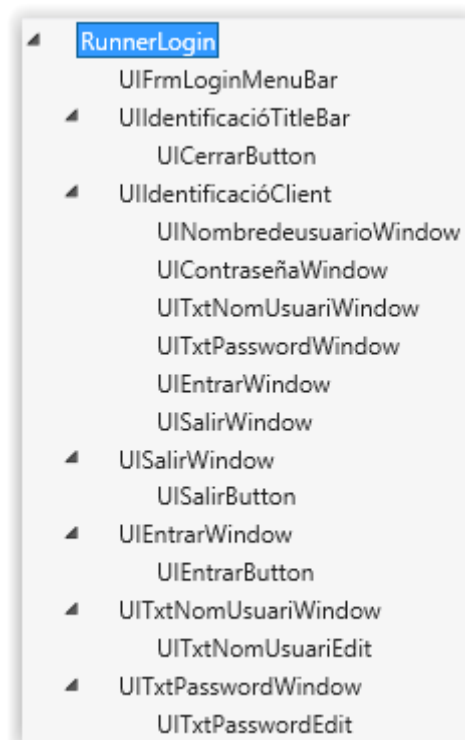 RunnerLogin
UIFrmLoginMenuBar
UIIdentificacióTitleBar
UICerrarButton
UIIdentificacióClient
UINombredeusuarioWindow
UIContraseñaWindow
UITxtNomUsuariWindow
UITxtPasswordWindow
UIEntrarWindow
UISalirWindow
UISalirWindow
UISalirButton
UIEntrarWindow
UIEntrarButton
UITxtNomUsuariWindow
UITxtNomUsuariEdit
UITxtPasswordWindow
UITxtPasswordEdit